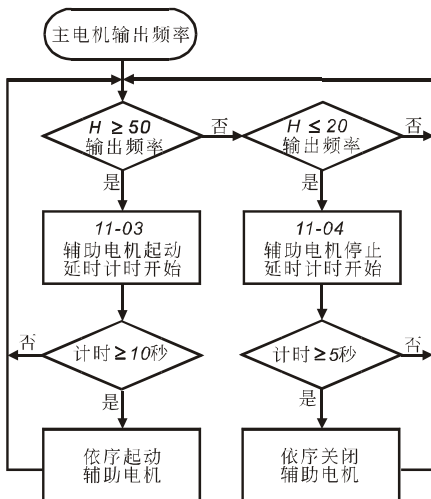 主电机输出频率
H ≥ 50
输出频率
否
H ≤ 20
输出频率
否
是
是
11-03
辅助电机起动
延时计时开始
11-04
辅助电机停止
延时计时开始
否
计时≥10秒
计时≥5秒
否
是
是
依序起动
辅助电机
依序关闭
辅助电机